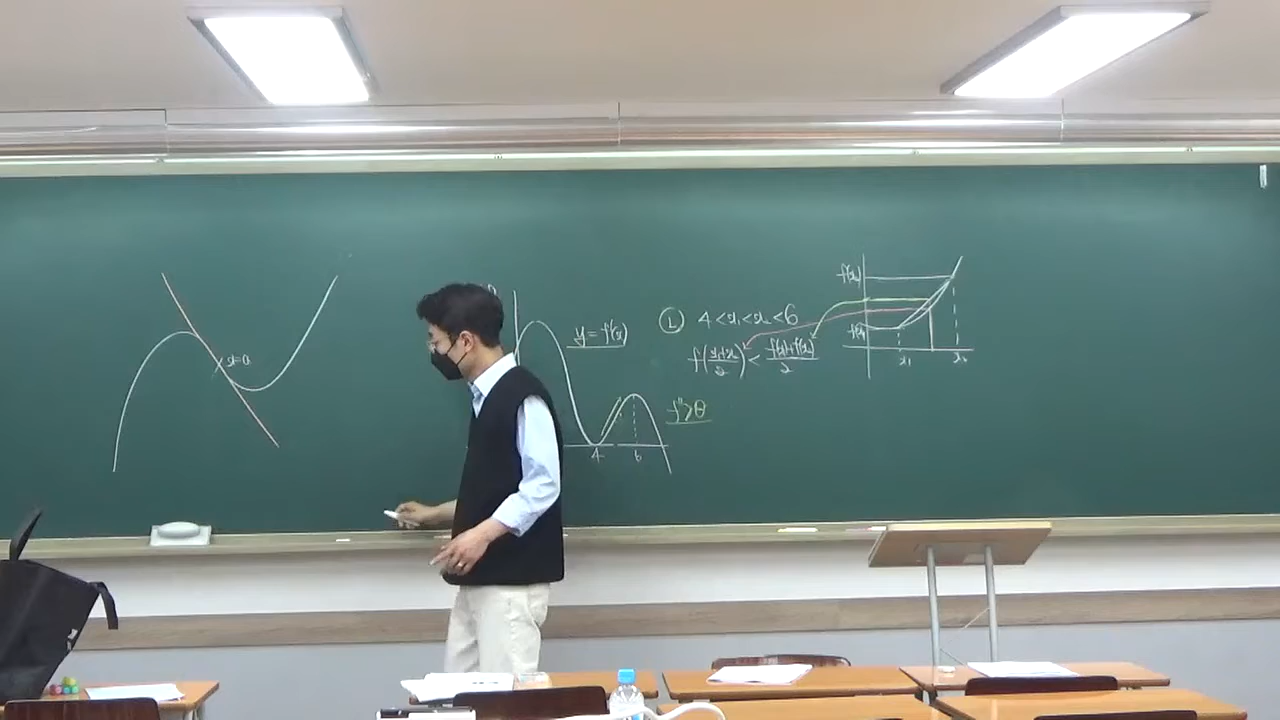 x=0
y=f'(x)
4
6
f''>0
㉡ 4<x₁<x₂<6
f((x₁+x₂)/2) < (f(x₁)+f(x₂))/2
f(x₂)
f(x₁)
x₁
x₂